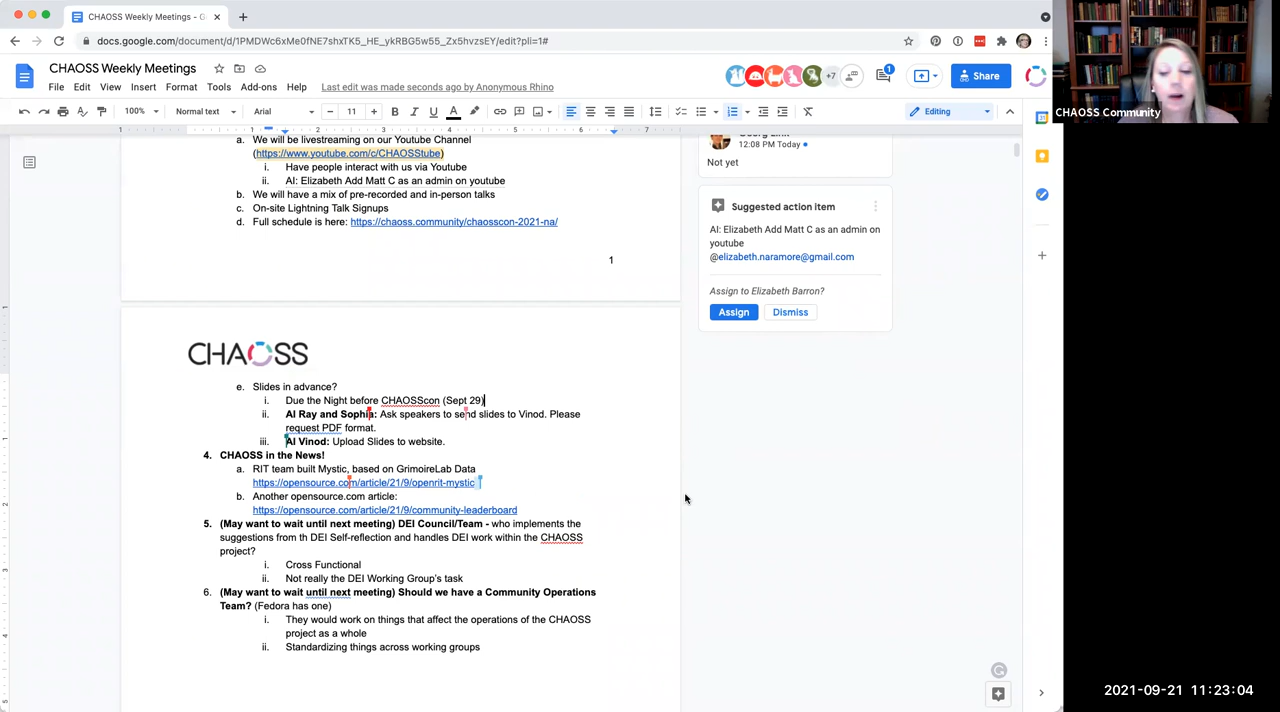 CHAOSS Weekly Meetings - G
docs.google.com/document/d/1PMDWc6xMe0fNE7shxTK5_HE_ykRBG5w55_Zx5hvzsEY/edit?pli=1#
CHAOSS Weekly Meetings
File Edit View Insert Format Tools Add-ons Help Last edit was made seconds ago by Anonymous Rhino
+7
1
Share
100% Normal text Arial 11 B I U A Editing
1 1 2 3 4 5 6 7
a. We will be livestreaming on our Youtube Channel
(https://www.youtube.com/c/CHAOSStube)
i. Have people interact with us via Youtube
ii. AI: Elizabeth Add Matt C as an admin on youtube
b. We will have a mix of pre-recorded and in-person talks
c. On-site Lightning Talk Signups
d. Full schedule is here: https://chaoss.community/chaosscon-2021-na/
1
CHAOSS
e. Slides in advance?
i. Due the Night before CHAOSScon (Sept 29)
ii. AI Ray and Sophia: Ask speakers to send slides to Vinod. Please
request PDF format.
iii. AI Vinod: Upload Slides to website.
4. CHAOSS in the News!
a. RIT team built Mystic, based on GrimoireLab Data
https://opensource.com/article/21/9/openrit-mystic
b. Another opensource.com article:
https://opensource.com/article/21/9/community-leaderboard
5. (May want to wait until next meeting) DEI Council/Team - who implements the
suggestions from th DEI Self-reflection and handles DEI work within the CHAOSS
project?
i. Cross Functional
ii. Not really the DEI Working Group's task
6. (May want to wait until next meeting) Should we have a Community Operations
Team? (Fedora has one)
i. They would work on things that affect the operations of the CHAOSS
project as a whole
ii. Standardizing things across working groups
Georg Link
12:08 PM Today
Not yet
Suggested action item
AI: Elizabeth Add Matt C as an admin on
youtube
@elizabeth.naramore@gmail.com
Assign to Elizabeth Barron?
Assign Dismiss
CHAOSS Community
2021-09-21 11:23:04